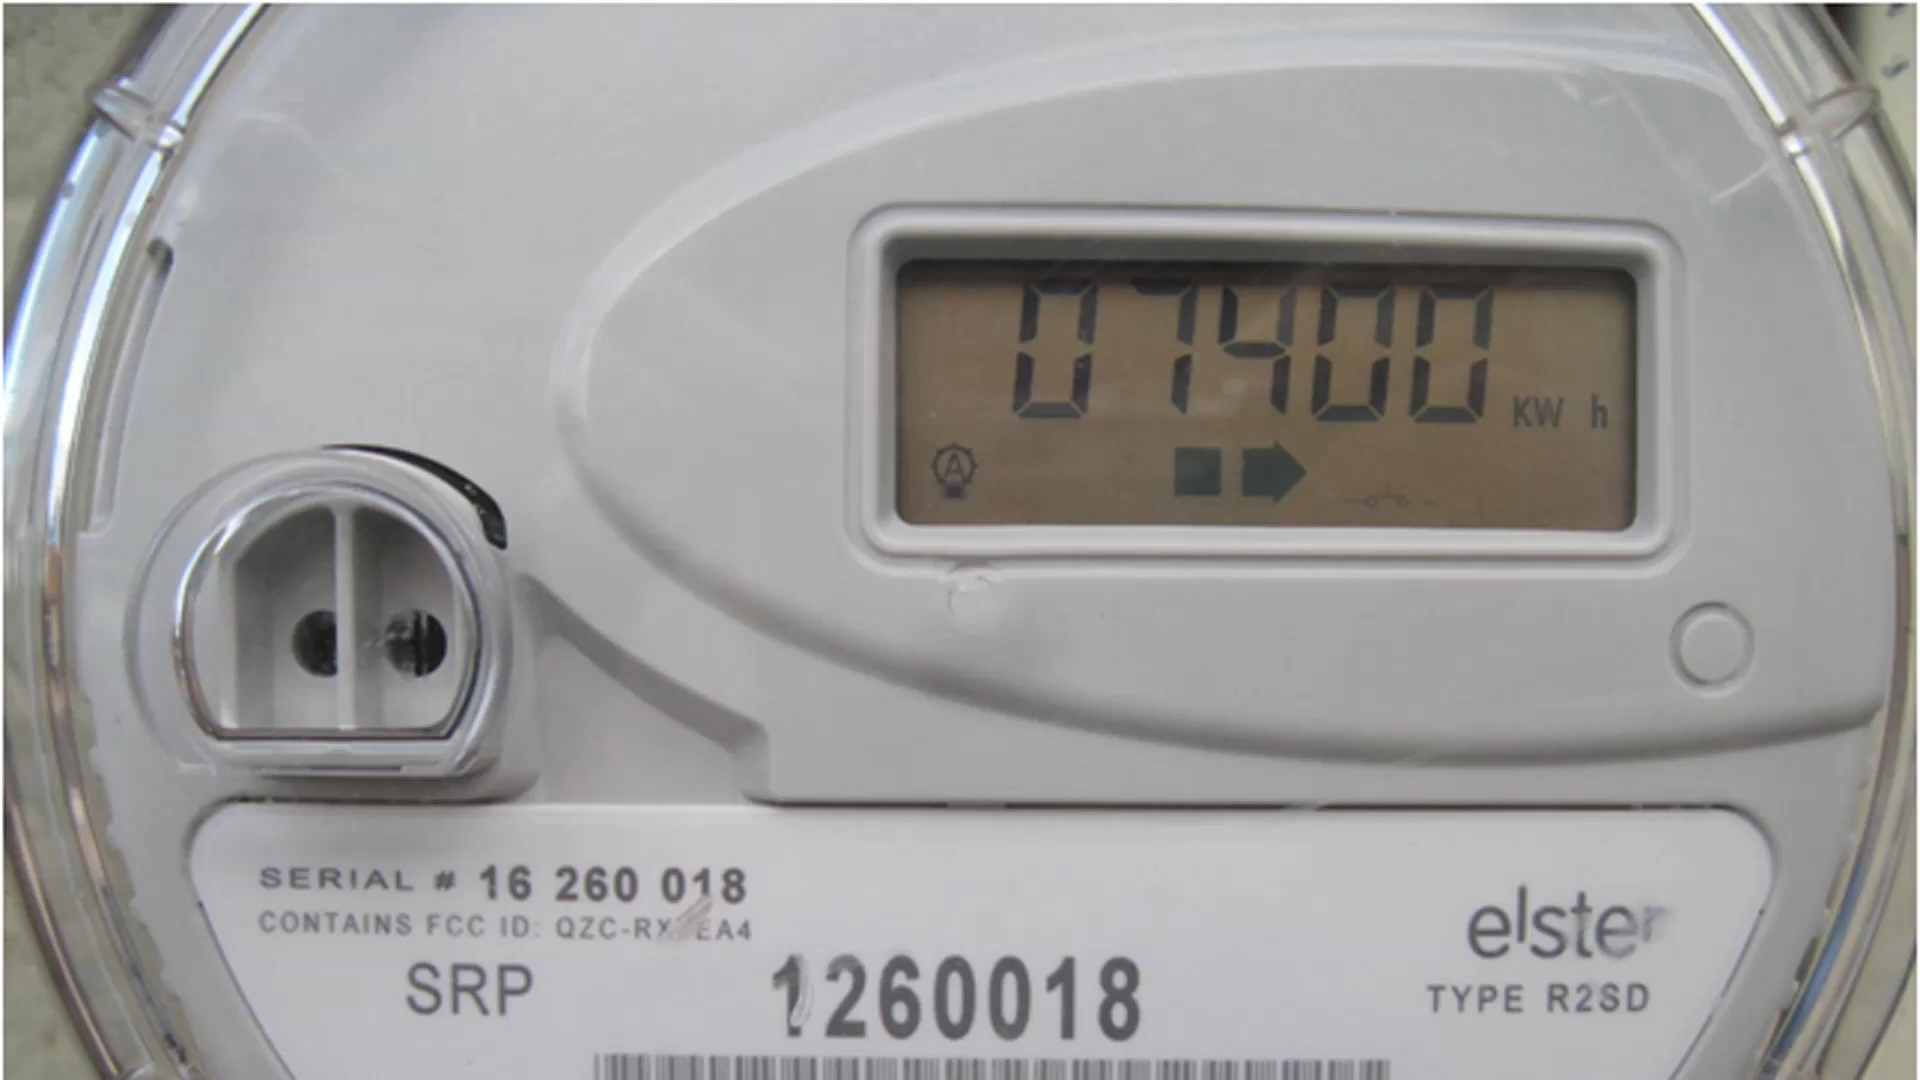 07400 KW h
A
SERIAL # 16 260 018
CONTAINS FCC ID: QZC-RX EA4
elster
SRP
1260018
TYPE R2SD